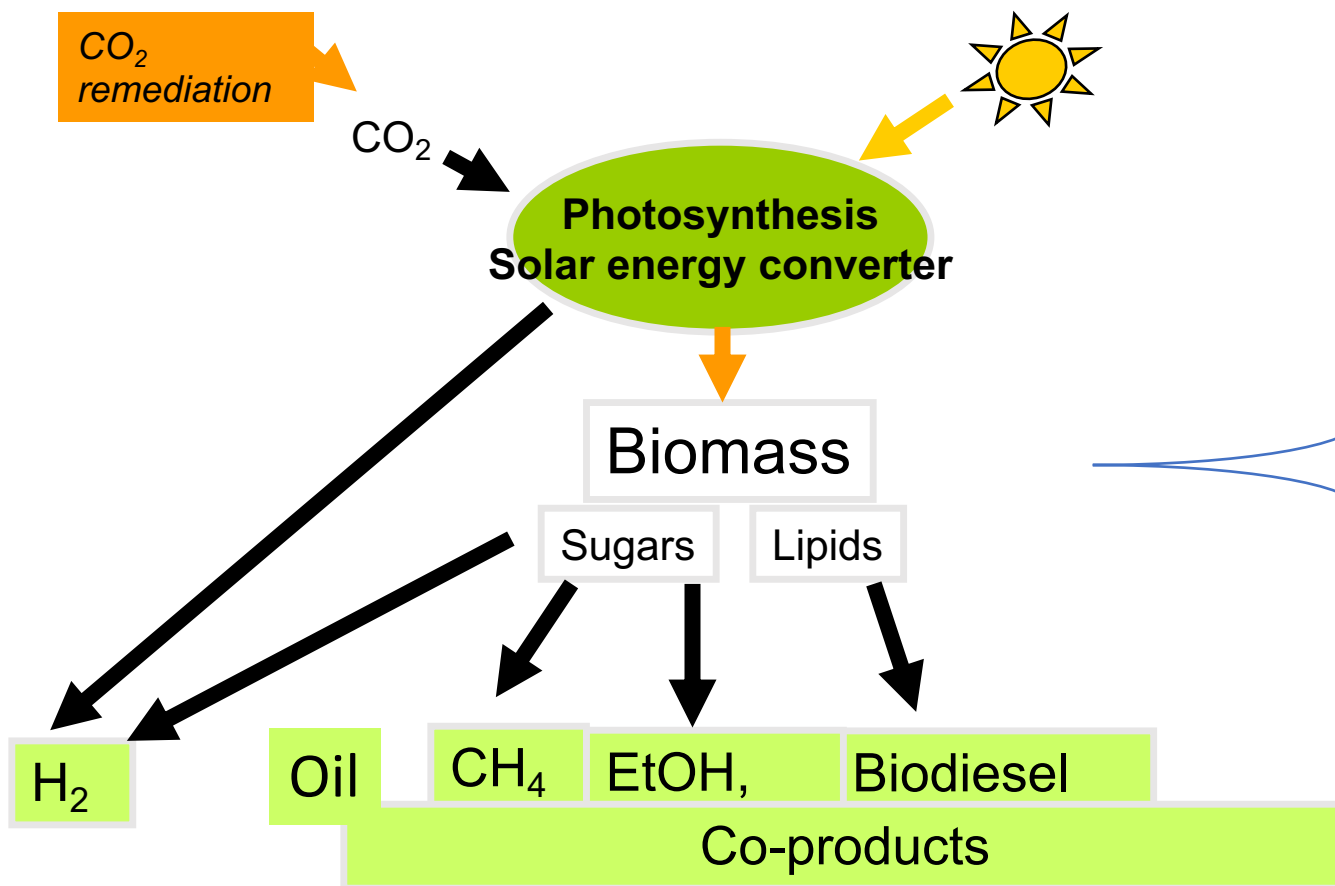 CO₂
remediation
CO₂
Photosynthesis
Solar energy converter
Biomass
Sugars
Lipids
H₂
Oil
CH₄
EtOH,
Biodiesel
Co-products